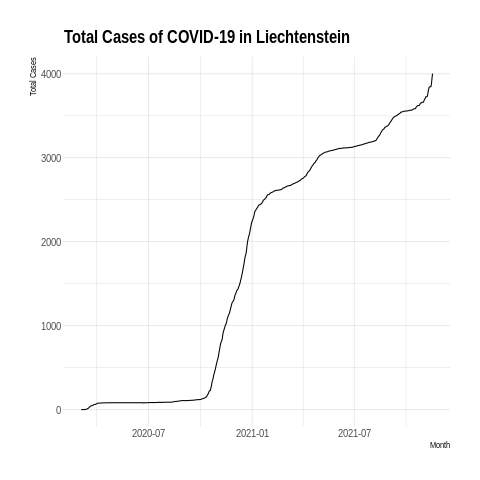 Total Cases of COVID-19 in Liechtenstein
Total Cases
4000
3000
2000
1000
0
2020-07 2021-01 2021-07
Month